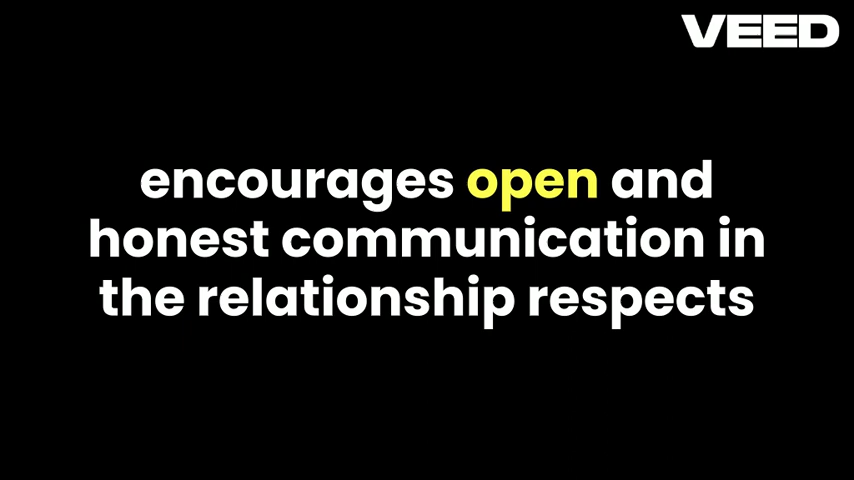 VEED
encourages open and
honest communication in
the relationship respects